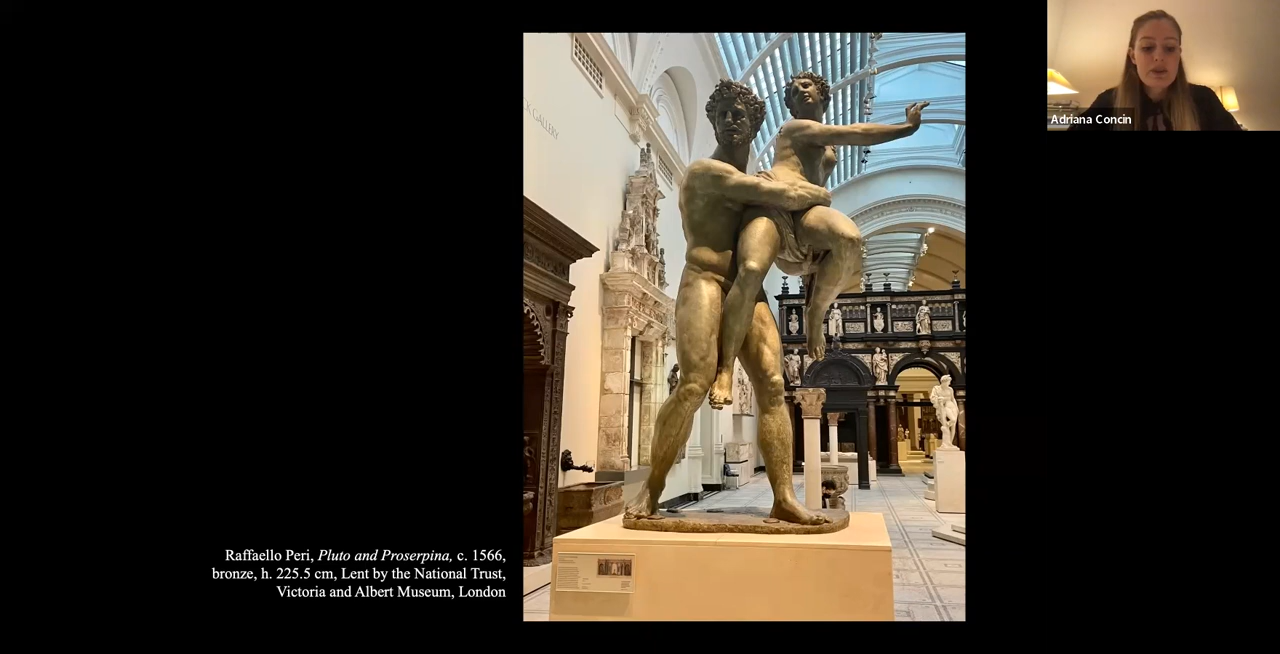 Adriana Concin
K GALLERY
Raffaello Peri, Pluto and Proserpina, c. 1566,
bronze, h. 225.5 cm, Lent by the National Trust,
Victoria and Albert Museum, London